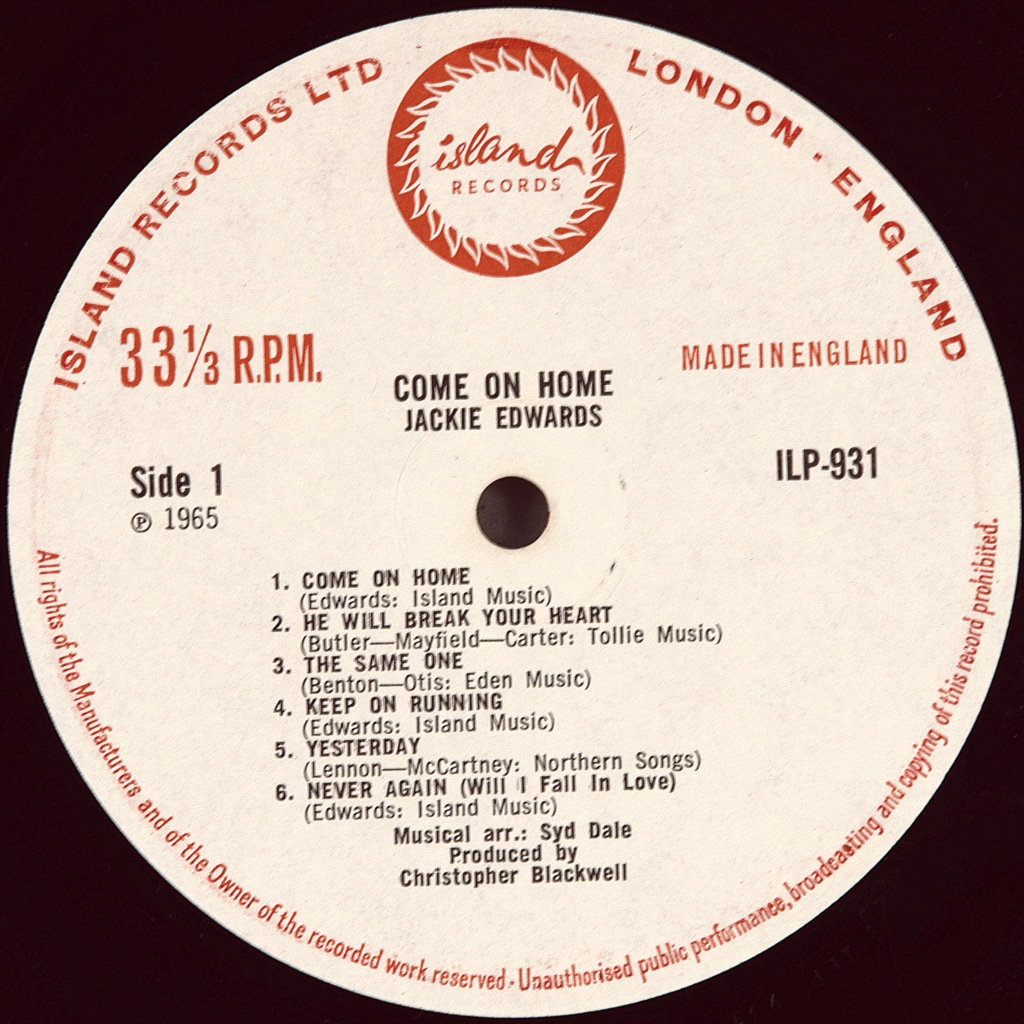 ISLAND RECORDS LTD
LONDON · ENGLAND
island
RECORDS
33⅓ R.P.M.
MADE IN ENGLAND
COME ON HOME
JACKIE EDWARDS
Side 1
ILP-931
℗ 1965
1. COME ON HOME
(Edwards: Island Music)
2. HE WILL BREAK YOUR HEART
(Butler—Mayfield—Carter: Tollie Music)
3. THE SAME ONE
(Benton—Otis: Eden Music)
4. KEEP ON RUNNING
(Edwards: Island Music)
5. YESTERDAY
(Lennon—McCartney: Northern Songs)
6. NEVER AGAIN (Will I Fall In Love)
(Edwards: Island Music)
Musical arr.: Syd Dale
Produced by
Christopher Blackwell
All rights of the Manufacturers and of the Owner of the recorded work reserved · Unauthorised public performance, broadcasting and copying of this record prohibited.